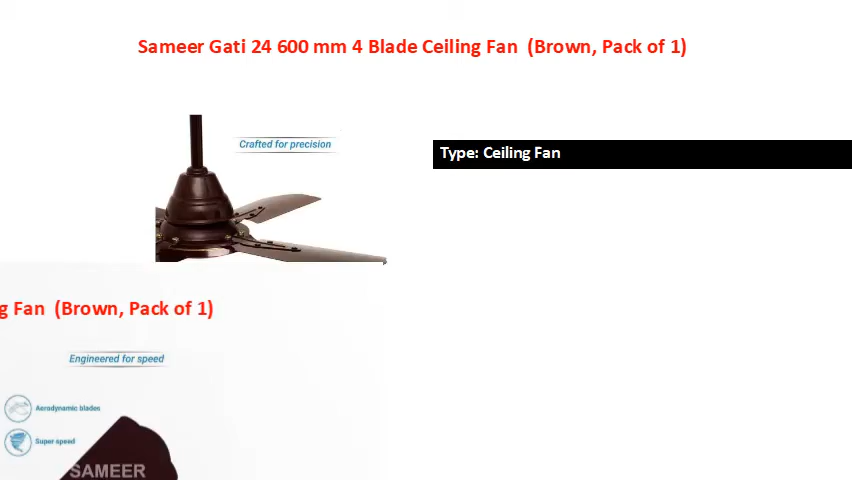 Sameer Gati 24 600 mm 4 Blade Ceiling Fan (Brown, Pack of 1)
Crafted for precision
Type: Ceiling Fan
g Fan (Brown, Pack of 1)
Engineered for speed
Aerodynamic blades
Super speed
SAMEER